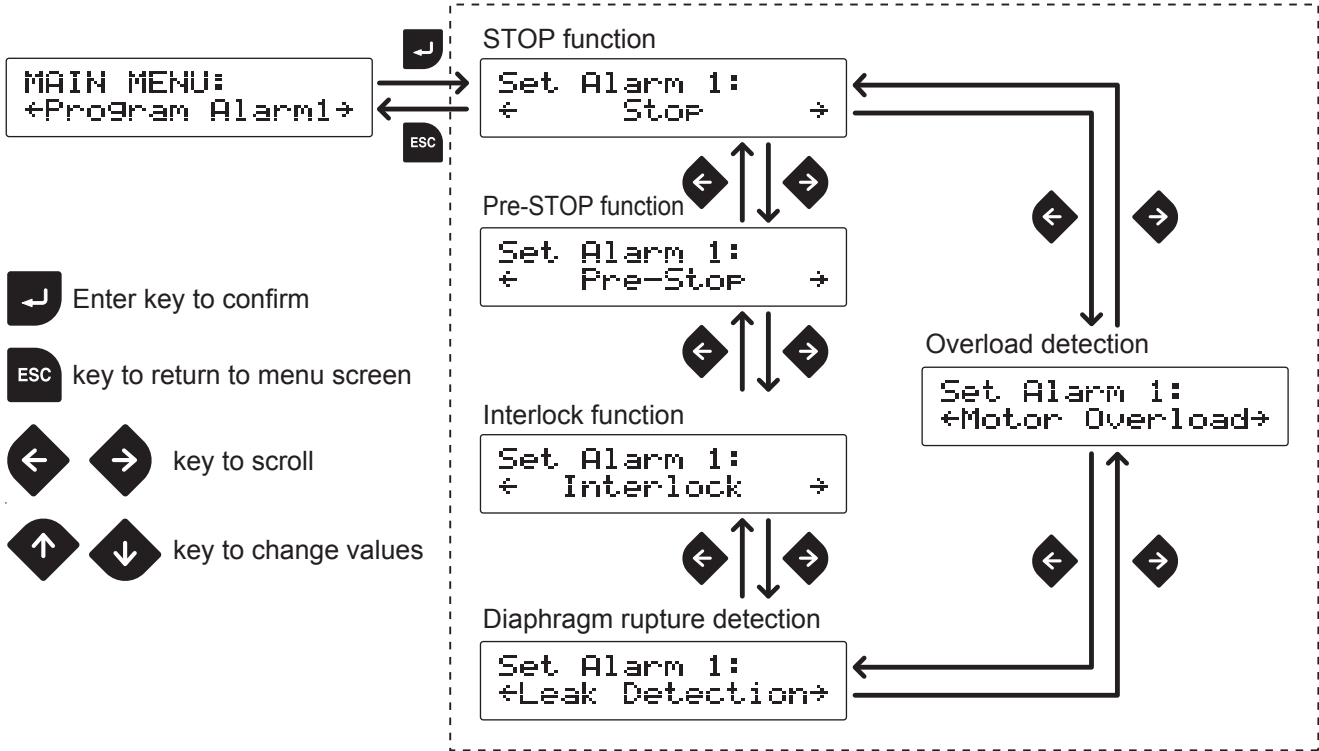 STOP function
MAIN MENU:
←Program Alarm1→
ESC
Set Alarm 1:
← Stop →
Pre-STOP function
Set Alarm 1:
← Pre-Stop →
Enter key to confirm
ESC key to return to menu screen
← → key to scroll
↑ ↓ key to change values
Interlock function
Set Alarm 1:
← Interlock →
Diaphragm rupture detection
Set Alarm 1:
←Leak Detection→
Overload detection
Set Alarm 1:
←Motor Overload→